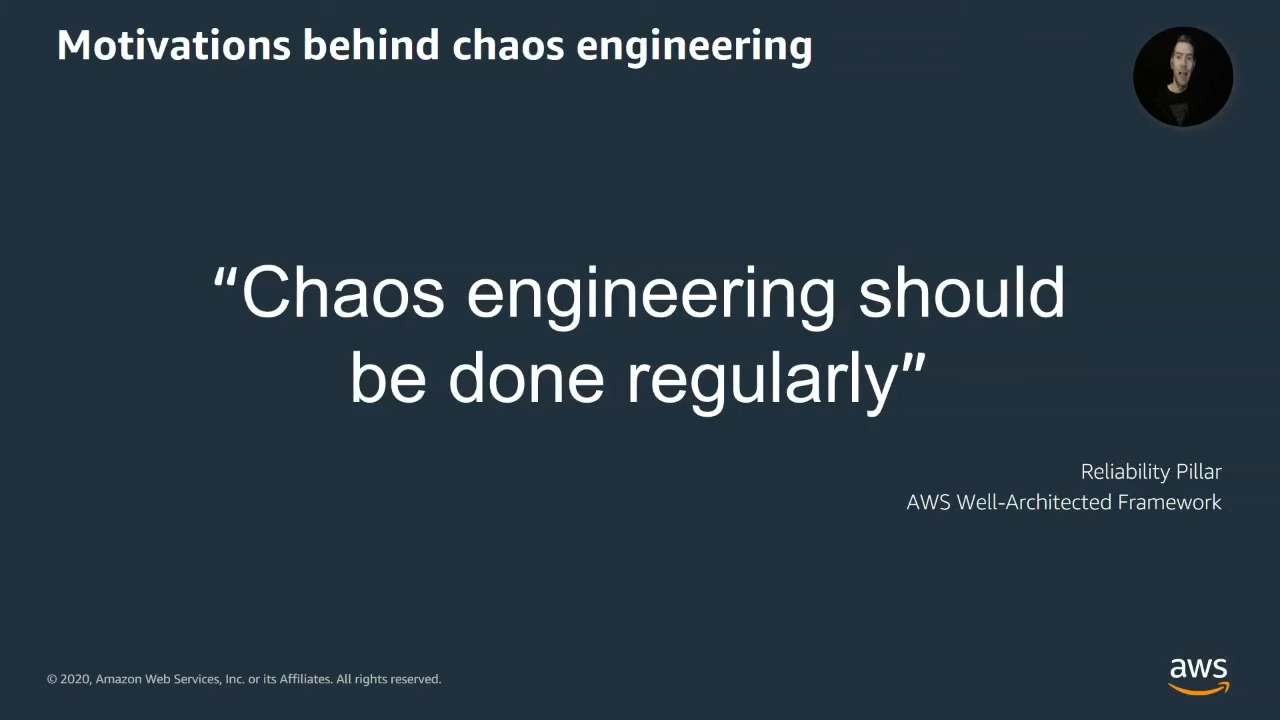 Motivations behind chaos engineering
“Chaos engineering should
be done regularly”
Reliability Pillar
AWS Well-Architected Framework
© 2020, Amazon Web Services, Inc. or its Affiliates. All rights reserved.
aws